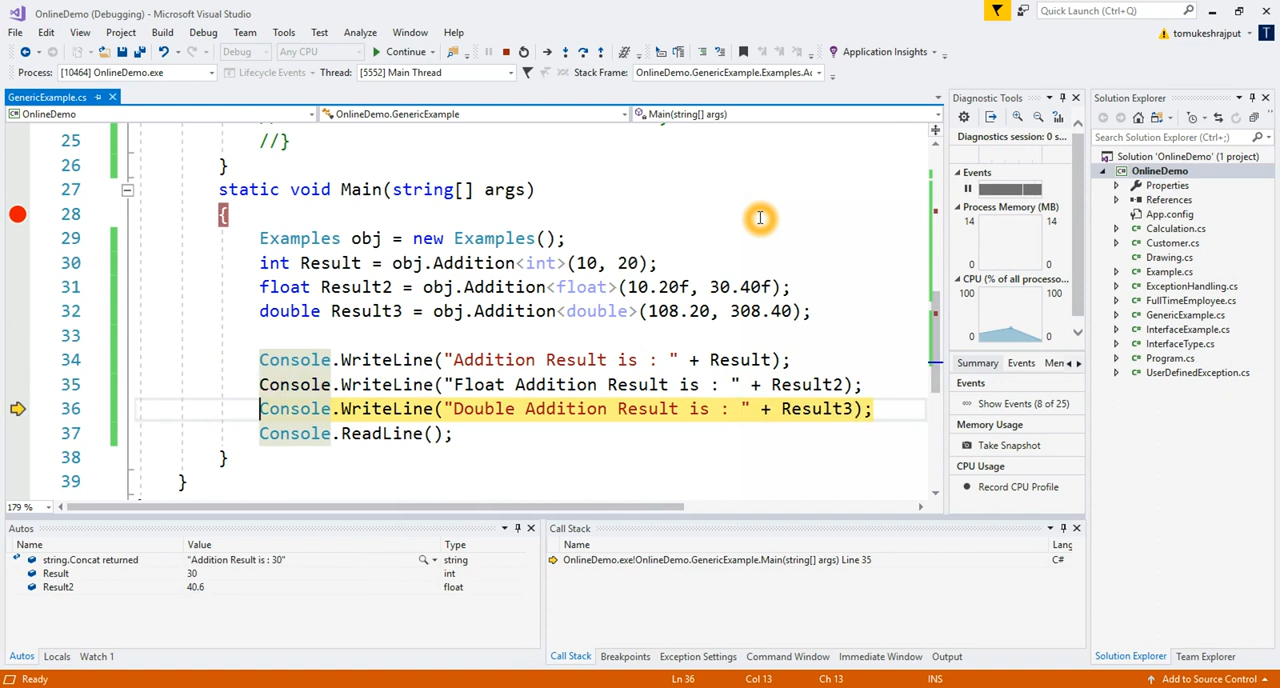 OnlineDemo (Debugging) - Microsoft Visual Studio
Quick Launch (Ctrl+Q)
File Edit View Project Build Debug Team Tools Test Analyze Window Help
tomukeshrajput T
Debug Any CPU Continue Application Insights
Process: [10464] OnlineDemo.exe Lifecycle Events Thread: [5552] Main Thread Stack Frame: OnlineDemo.GenericExample.Examples.Ac
GenericExample.cs
OnlineDemo OnlineDemo.GenericExample Main(string[] args)
25 //}
26 }
27 static void Main(string[] args)
28 {
29 Examples obj = new Examples();
30 int Result = obj.Addition<int>(10, 20);
31 float Result2 = obj.Addition<float>(10.20f, 30.40f);
32 double Result3 = obj.Addition<double>(108.20, 308.40);
33
34 Console.WriteLine("Addition Result is : " + Result);
35 Console.WriteLine("Float Addition Result is : " + Result2);
36 Console.WriteLine("Double Addition Result is : " + Result3);
37 Console.ReadLine();
38 }
39 }
179 %
Diagnostic Tools
Diagnostics session: 0 s...
Events
Process Memory (MB)
14 14
0 0
CPU (% of all processo...
100 100
0 0
Summary Events Men
Events
Show Events (8 of 25)
Memory Usage
Take Snapshot
CPU Usage
Record CPU Profile
Solution Explorer
Search Solution Explorer (Ctrl+;)
Solution 'OnlineDemo' (1 project)
OnlineDemo
Properties
References
App.config
Calculation.cs
Customer.cs
Drawing.cs
Example.cs
ExceptionHandling.cs
FullTimeEmployee.cs
GenericExample.cs
InterfaceExample.cs
InterfaceType.cs
Program.cs
UserDefinedException.cs
Solution Explorer Team Explorer
Autos
Name Value Type
string.Concat returned "Addition Result is : 30" string
Result 30 int
Result2 40.6 float
Autos Locals Watch 1
Call Stack
Name Lang
OnlineDemo.exe!OnlineDemo.GenericExample.Main(string[] args) Line 35 C#
Call Stack Breakpoints Exception Settings Command Window Immediate Window Output
Ready Ln 36 Col 13 Ch 13 INS Add to Source Control